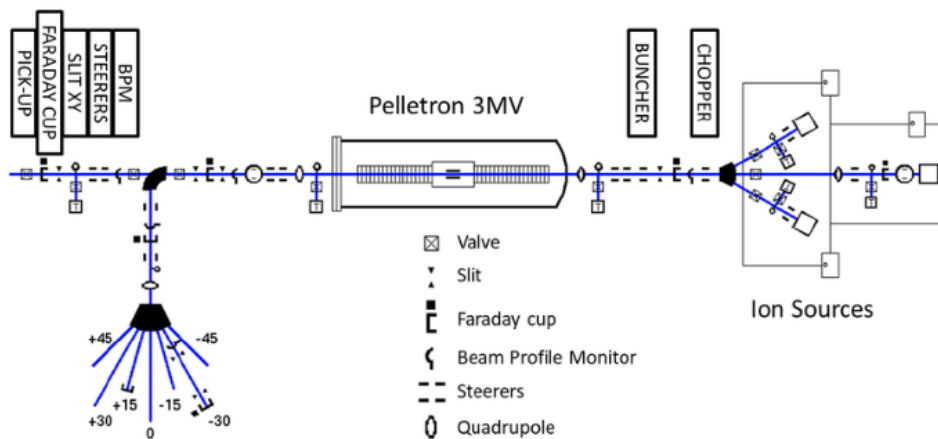 PICK-UP
FARADAY CUP
SLIT XY
STEERERS
BPM
Pelletron 3MV
BUNCHER
CHOPPER
T
T
T
T
Valve
Slit
Faraday cup
Beam Profile Monitor
Steerers
Quadrupole
Ion Sources
+45
-45
+15
-15
+30
-30
0